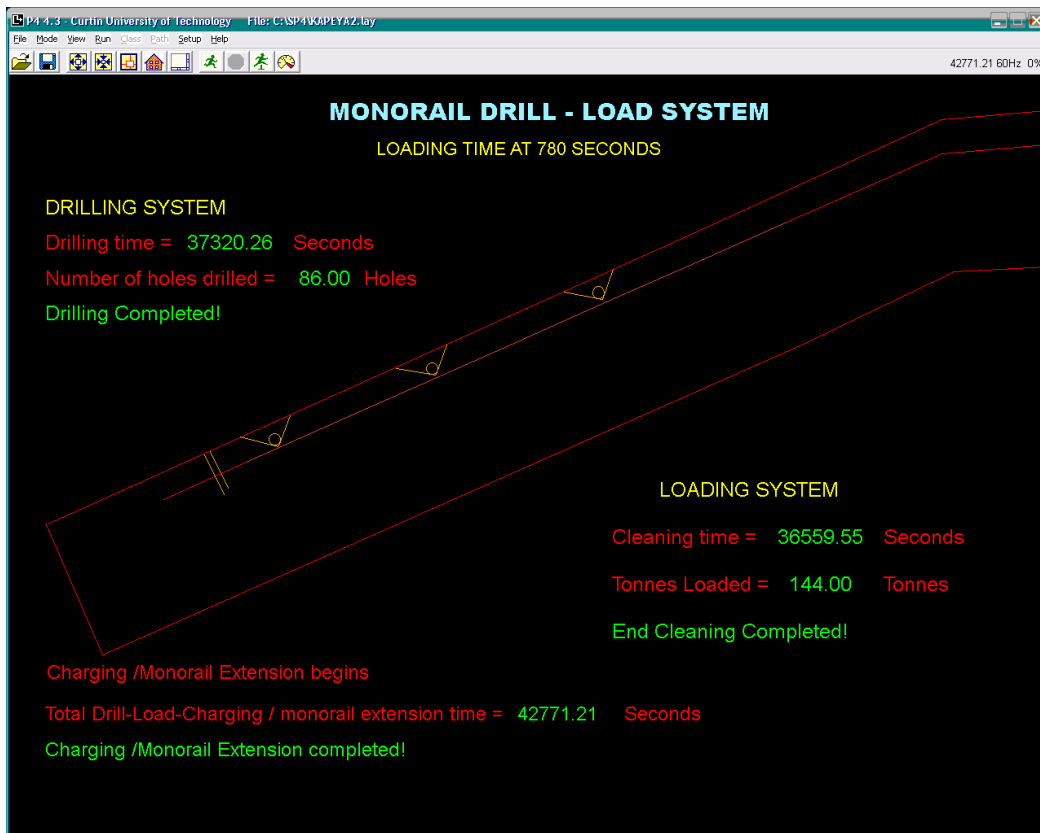 P4 4.3 - Curtin University of Technology File: C:\SP4\KAPEYA2.lay
File Mode View Run Class Path Setup Help
42771.21 60Hz 0%
MONORAIL DRILL - LOAD SYSTEM
LOADING TIME AT 780 SECONDS
DRILLING SYSTEM
Drilling time = 37320.26 Seconds
Number of holes drilled = 86.00 Holes
Drilling Completed!
LOADING SYSTEM
Cleaning time = 36559.55 Seconds
Tonnes Loaded = 144.00 Tonnes
End Cleaning Completed!
Charging /Monorail Extension begins
Total Drill-Load-Charging / monorail extension time = 42771.21 Seconds
Charging /Monorail Extension completed!